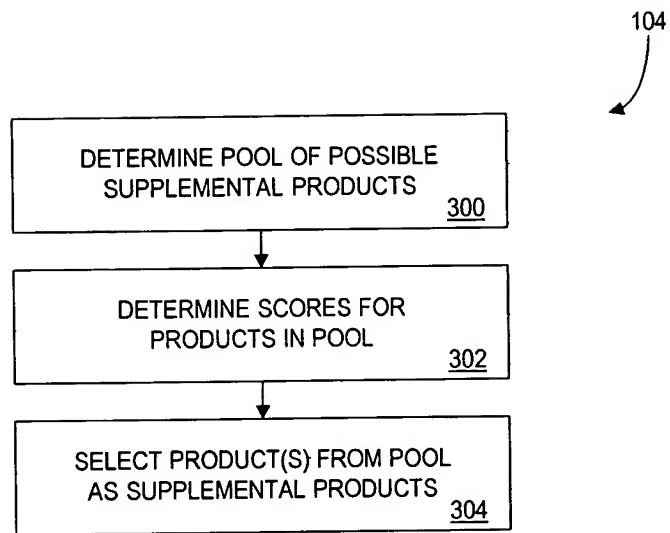 104
DETERMINE POOL OF POSSIBLE
SUPPLEMENTAL PRODUCTS
300
DETERMINE SCORES FOR
PRODUCTS IN POOL
302
SELECT PRODUCT(S) FROM POOL
AS SUPPLEMENTAL PRODUCTS
304